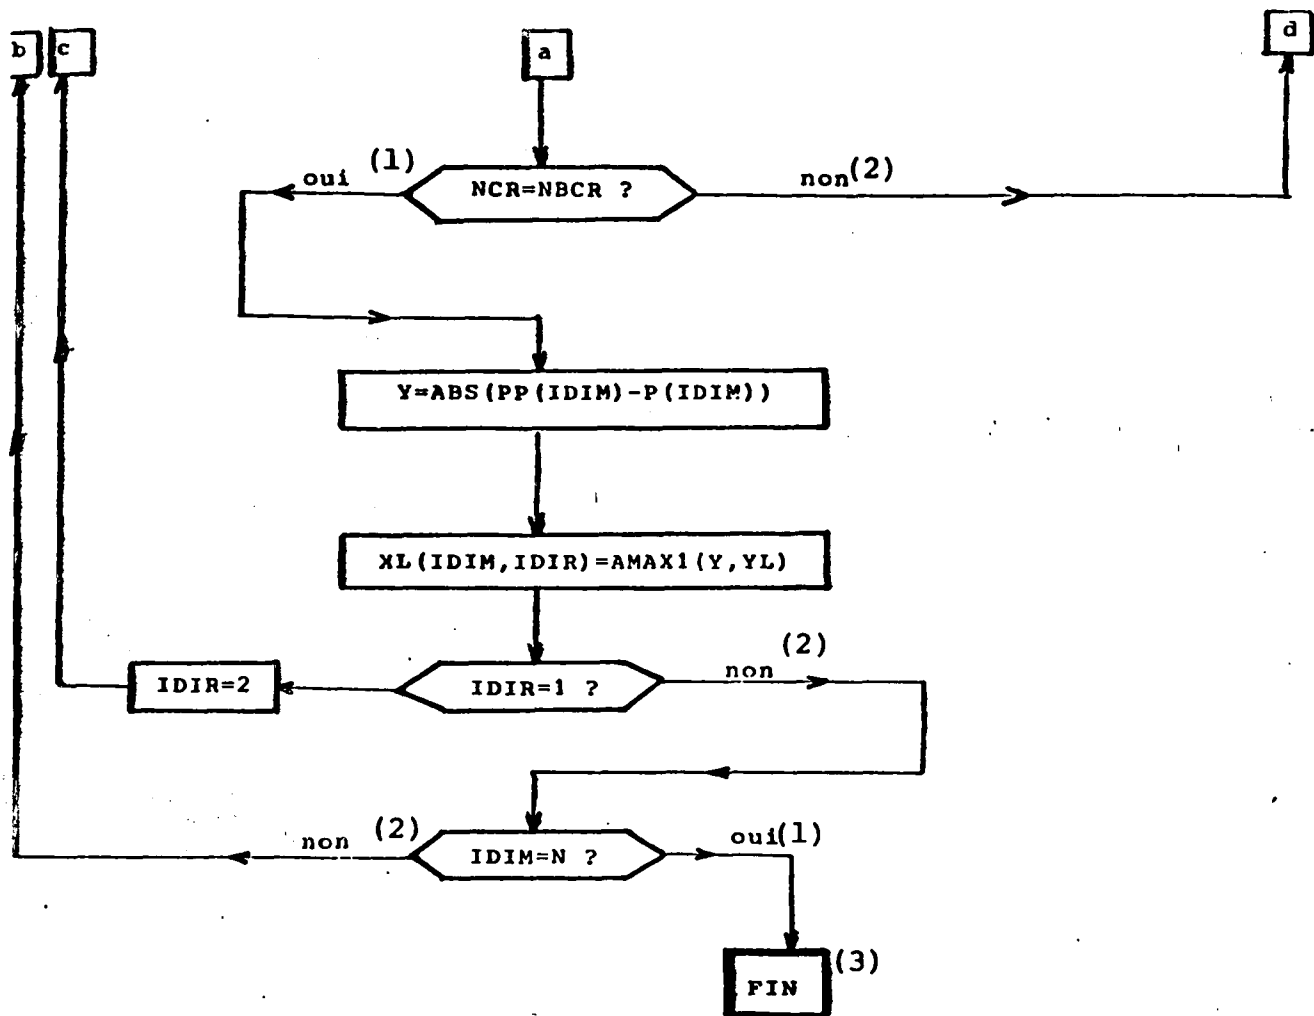 b
c
a
d
oui (1)
NCR=NBCR ?
non (2)
Y=ABS(PP(IDIM)-P(IDIM))
XL(IDIM,IDIR)=AMAX1(Y,YL)
IDIR=2
IDIR=1 ?
non (2)
non (2)
IDIM=N ?
oui (1)
FIN (3)